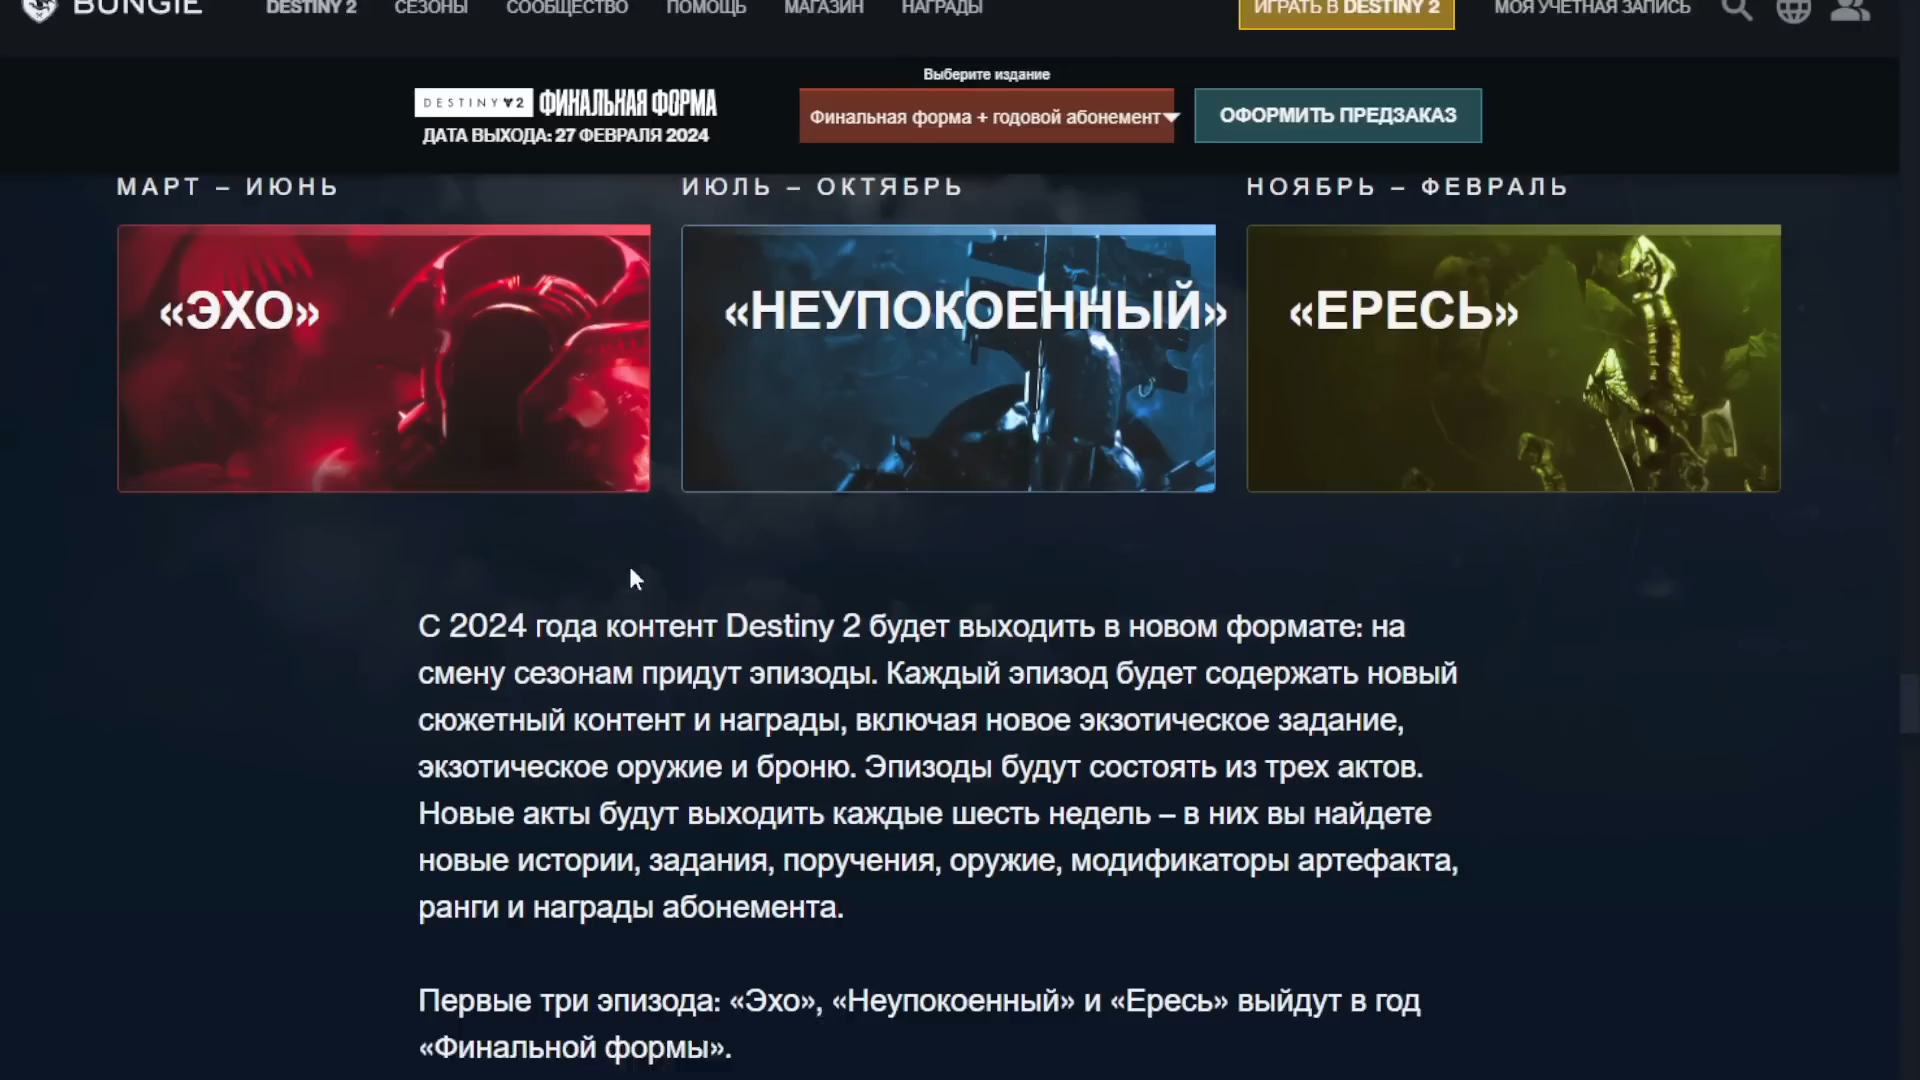 BUNGIE
DESTINY 2 СЕЗОНЫ СООБЩЕСТВО ПОМОЩЬ МАГАЗИН НАГРАДЫ ИГРАТЬ В DESTINY 2 МОЯ УЧЕТНАЯ ЗАПИСЬ
DESTINY 2 ФИНАЛЬНАЯ ФОРМА
ДАТА ВЫХОДА: 27 ФЕВРАЛЯ 2024
Выберите издание
Финальная форма + годовой абонемент
ОФОРМИТЬ ПРЕДЗАКАЗ
МАРТ – ИЮНЬ
«ЭХО»
ИЮЛЬ – ОКТЯБРЬ
«НЕУПОКОЕННЫЙ»
НОЯБРЬ – ФЕВРАЛЬ
«ЕРЕСЬ»
С 2024 года контент Destiny 2 будет выходить в новом формате: на
смену сезонам придут эпизоды. Каждый эпизод будет содержать новый
сюжетный контент и награды, включая новое экзотическое задание,
экзотическое оружие и броню. Эпизоды будут состоять из трех актов.
Новые акты будут выходить каждые шесть недель – в них вы найдете
новые истории, задания, поручения, оружие, модификаторы артефакта,
ранги и награды абонемента.
Первые три эпизода: «Эхо», «Неупокоенный» и «Ересь» выйдут в год
«Финальной формы».